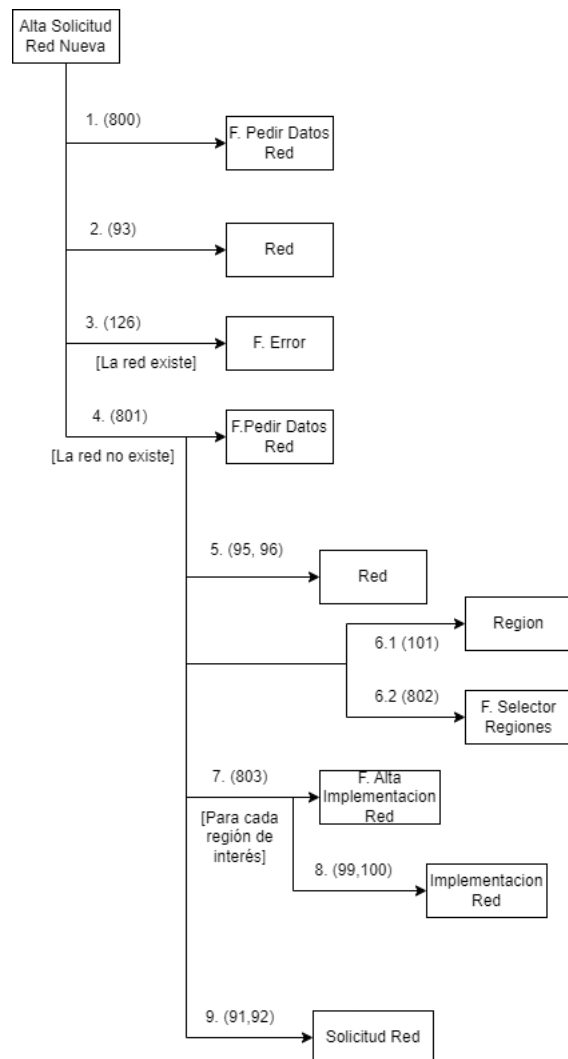 Alta Solicitud
Red Nueva
1. (800)
F. Pedir Datos
Red
2. (93)
Red
3. (126)
[La red existe]
F. Error
4. (801)
[La red no existe]
F.Pedir Datos
Red
5. (95, 96)
Red
6.1 (101)
Region
6.2 (802)
F. Selector
Regiones
7. (803)
[Para cada
región de
interés]
F. Alta
Implementacion
Red
8. (99,100)
Implementacion
Red
9. (91,92)
Solicitud Red